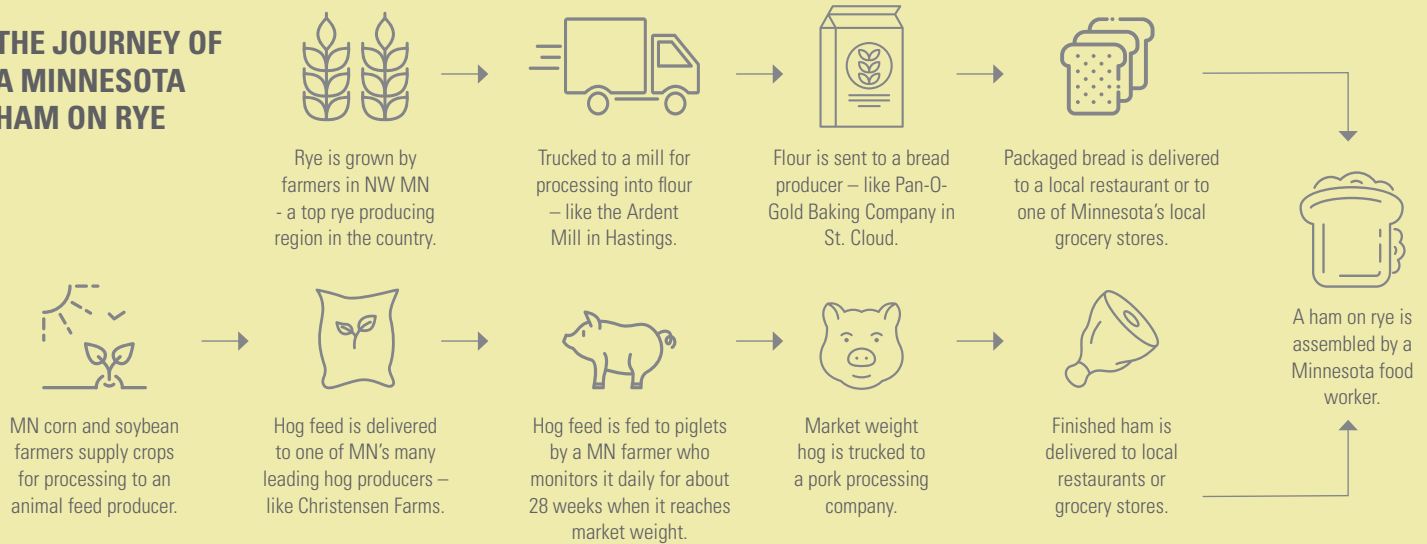 THE JOURNEY OF
A MINNESOTA
HAM ON RYE
Rye is grown by
farmers in NW MN
- a top rye producing
region in the country.
Trucked to a mill for
processing into flour
– like the Ardent
Mill in Hastings.
Flour is sent to a bread
producer – like Pan-O-
Gold Baking Company in
St. Cloud.
Packaged bread is delivered
to a local restaurant or to
one of Minnesota’s local
grocery stores.
MN corn and soybean
farmers supply crops
for processing to an
animal feed producer.
Hog feed is delivered
to one of MN’s many
leading hog producers –
like Christensen Farms.
Hog feed is fed to piglets
by a MN farmer who
monitors it daily for about
28 weeks when it reaches
market weight.
Market weight
hog is trucked to
a pork processing
company.
Finished ham is
delivered to local
restaurants or
grocery stores.
A ham on rye is
assembled by a
Minnesota food
worker.